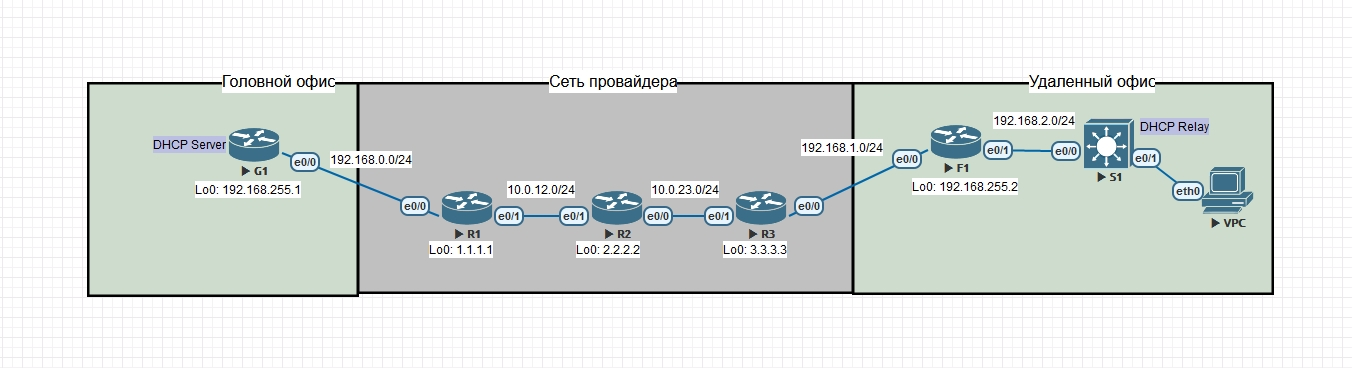 Головной офис
Сеть провайдера
Удаленный офис
DHCP Server
e0/0
192.168.0.0/24
G1
Lo0: 192.168.255.1
e0/0
R1
Lo0: 1.1.1.1
e0/1
10.0.12.0/24
e0/1
R2
Lo0: 2.2.2.2
e0/0
10.0.23.0/24
e0/1
R3
Lo0: 3.3.3.3
e0/0
192.168.1.0/24
e0/0
F1
Lo0: 192.168.255.2
e0/1
192.168.2.0/24
e0/0
DHCP Relay
S1
e0/1
eth0
VPC